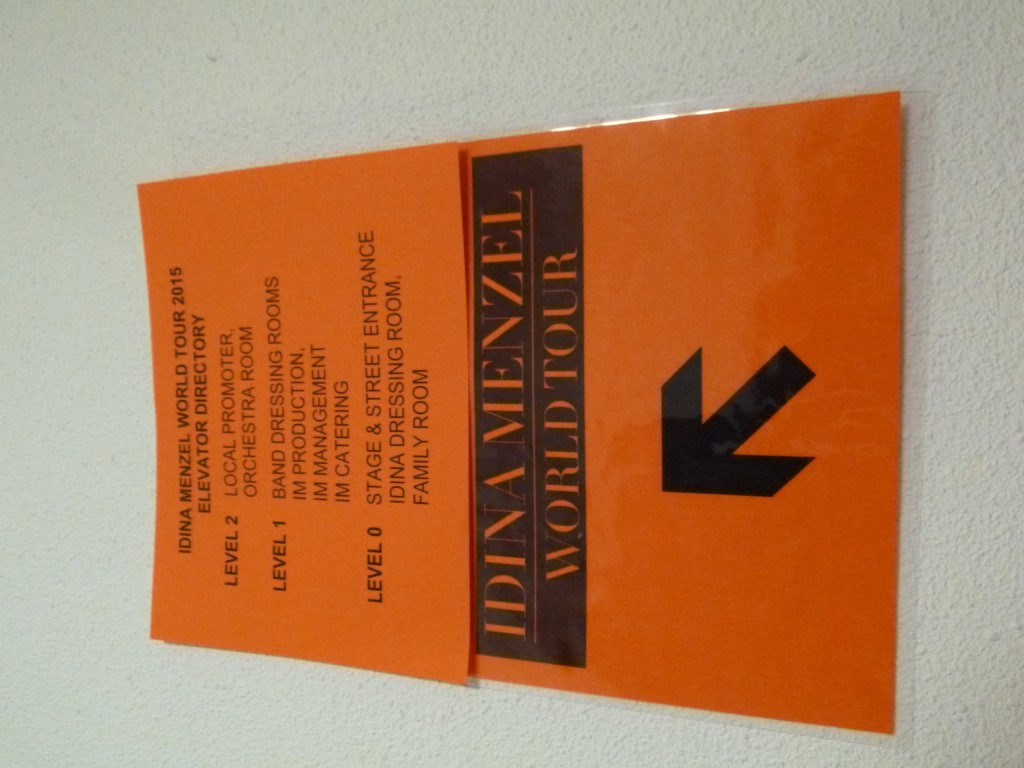 IDINA MENZEL WORLD TOUR 2015
ELEVATOR DIRECTORY
LEVEL 2 LOCAL PROMOTER,
ORCHESTRA ROOM
LEVEL 1 BAND DRESSING ROOMS
IM PRODUCTION,
IM MANAGEMENT
IM CATERING
LEVEL 0 STAGE & STREET ENTRANCE
IDINA DRESSING ROOM,
FAMILY ROOM
IDINA MENZEL
WORLD TOUR